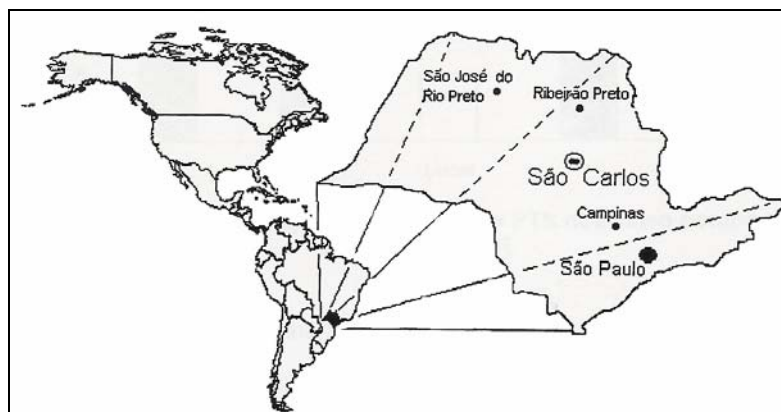 São José do
Rio Preto
Ribeirão Preto
São Carlos
Campinas
São Paulo